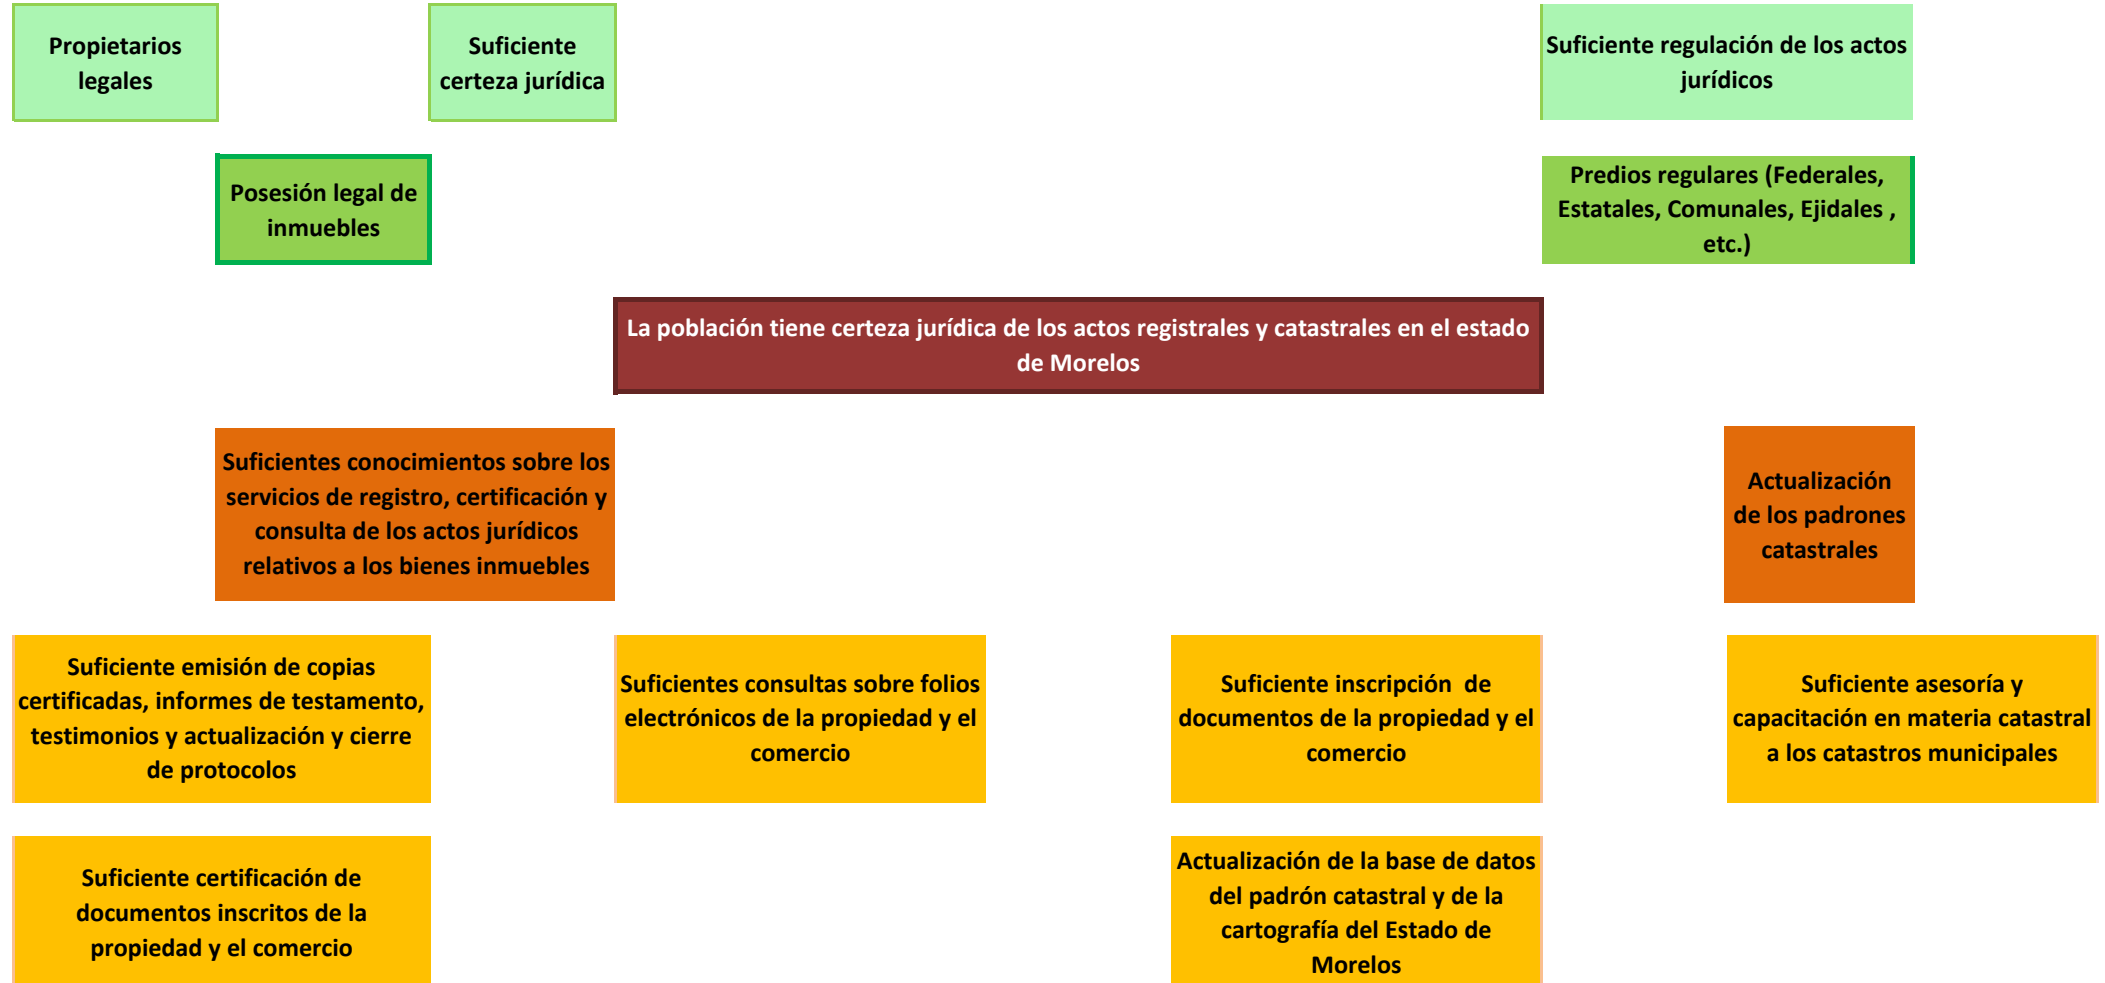 Propietarios
legales
Suficiente
certeza jurídica
Suficiente regulación de los actos
jurídicos
Posesión legal de
inmuebles
Predios regulares (Federales,
Estatales, Comunales, Ejidales ,
etc.)
La población tiene certeza jurídica de los actos registrales y catastrales en el estado
de Morelos
Suficientes conocimientos sobre los
servicios de registro, certificación y
consulta de los actos jurídicos
relativos a los bienes inmuebles
Actualización
de los padrones
catastrales
Suficiente emisión de copias
certificadas, informes de testamento,
testimonios y actualización y cierre
de protocolos
Suficientes consultas sobre folios
electrónicos de la propiedad y el
comercio
Suficiente inscripción  de
documentos de la propiedad y el
comercio
Suficiente asesoría y
capacitación en materia catastral
a los catastros municipales
Suficiente certificación de
documentos inscritos de la
propiedad y el comercio
Actualización de la base de datos
del padrón catastral y de la
cartografía del Estado de
Morelos